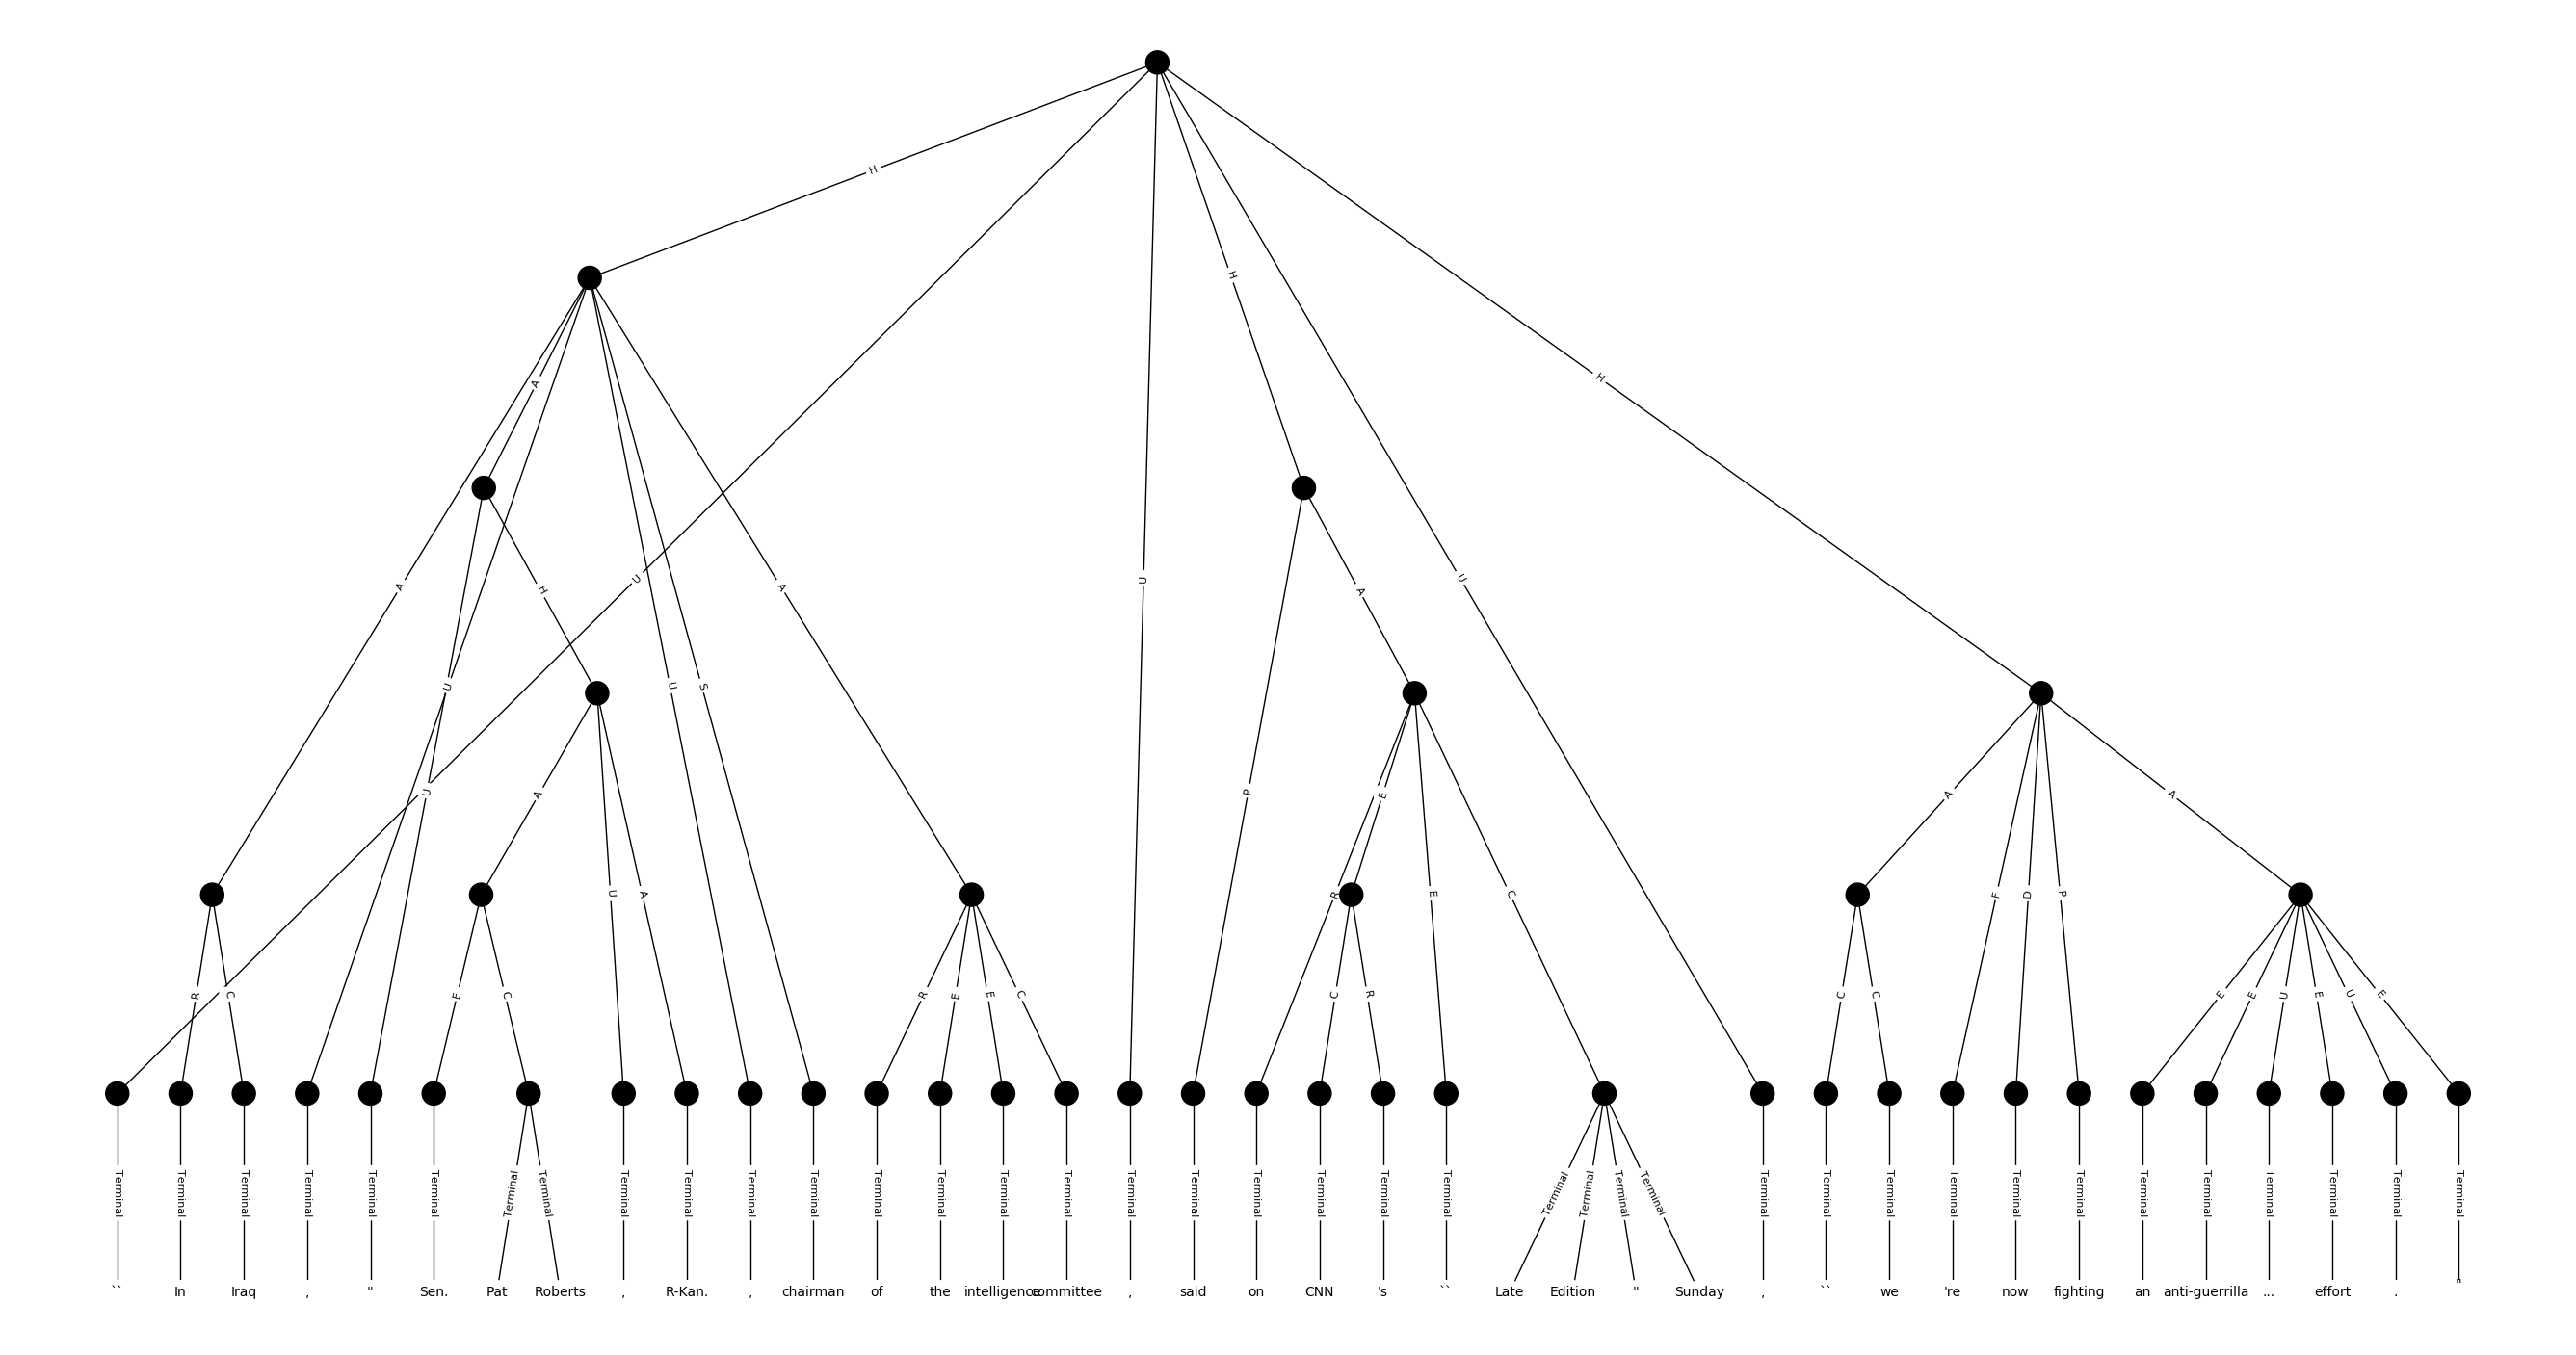 H
H
H
A
A
U
A
H
A
U
U
U
S
U
P
R
E
A
U
A
E
C
A
F
D
P
A
R
C
E
C
R
E
E
C
C
R
C
C
E
E
U
E
U
E
Terminal Terminal Terminal Terminal Terminal Terminal Terminal Terminal Terminal Terminal Terminal Terminal Terminal Terminal Terminal Terminal Terminal Terminal Terminal Terminal Terminal Terminal Terminal Terminal Terminal Terminal Terminal Terminal Terminal Terminal Terminal Terminal Terminal Terminal Terminal Terminal Terminal Terminal
`` In Iraq , " Sen. Pat Roberts , R-Kan. , chairman of the intelligence committee , said on CNN 's `` Late Edition " Sunday , `` we 're now fighting an anti-guerrilla ... effort . "